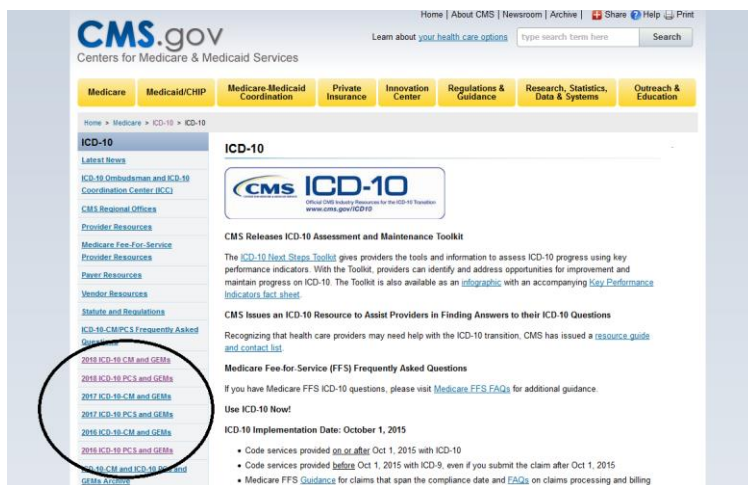 Home | About CMS | Newsroom | Archive | Share Help Print
CMS.gov
Learn about your health care options type search term here Search
Centers for Medicare & Medicaid Services
Medicare Medicaid/CHIP Medicare-Medicaid Coordination Private Insurance Innovation Center Regulations & Guidance Research, Statistics, Data & Systems Outreach & Education
Home > Medicare > ICD-10 > ICD-10
ICD-10
Latest News
ICD-10 Ombudsman and ICD-10
Coordination Center (ICC)
CMS Regional Offices
Provider Resources
Medicare Fee-For-Service
Provider Resources
Payer Resources
Vendor Resources
Statute and Regulations
ICD-10-CM/PCS Frequently Asked
Questions
2018 ICD-10 CM and GEMs
2018 ICD-10 PCS and GEMs
2017 ICD-10-CM and GEMs
2017 ICD-10 PCS and GEMs
2016 ICD-10-CM and GEMs
2016 ICD-10 PCS and GEMs
ICD-10-CM and ICD-10 PCS and
GEMs Archive
ICD-10
CMS ICD-10
Official CMS Industry Resources for the ICD-10 Transition
www.cms.gov/ICD10
CMS Releases ICD-10 Assessment and Maintenance Toolkit
The ICD-10 Next Steps Toolkit gives providers the tools and information to assess ICD-10 progress using key
performance indicators. With the Toolkit, providers can identify and address opportunities for improvement and
maintain progress on ICD-10. The Toolkit is also available as an infographic with an accompanying Key Performance
Indicators fact sheet.
CMS Issues an ICD-10 Resource to Assist Providers in Finding Answers to their ICD-10 Questions
Recognizing that health care providers may need help with the ICD-10 transition, CMS has issued a resource guide
and contact list.
Medicare Fee-for-Service (FFS) Frequently Asked Questions
If you have Medicare FFS ICD-10 questions, please visit Medicare FFS FAQs for additional guidance.
Use ICD-10 Now!
ICD-10 Implementation Date: October 1, 2015
• Code services provided on or after Oct 1, 2015 with ICD-10
• Code services provided before Oct 1, 2015 with ICD-9, even if you submit the claim after Oct 1, 2015
• Medicare FFS Guidance for claims that span the compliance date and FAQs on claims processing and billing